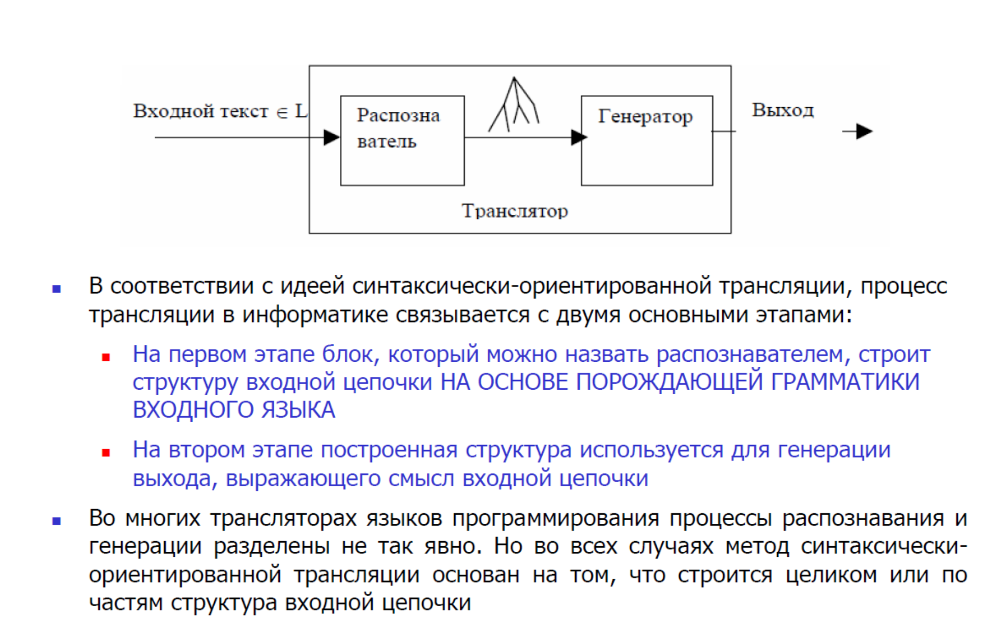 Входной текст ∈ L
Распозна
ватель
Генератор
Выход
Транслятор
В соответствии с идеей синтаксически-ориентированной трансляции, процесс
трансляции в информатике связывается с двумя основными этапами:
На первом этапе блок, который можно назвать распознавателем, строит
структуру входной цепочки НА ОСНОВЕ ПОРОЖДАЮЩЕЙ ГРАММАТИКИ
ВХОДНОГО ЯЗЫКА
На втором этапе построенная структура используется для генерации
выхода, выражающего смысл входной цепочки
Во многих трансляторах языков программирования процессы распознавания и
генерации разделены не так явно. Но во всех случаях метод синтаксически-
ориентированной трансляции основан на том, что строится целиком или по
частям структура входной цепочки